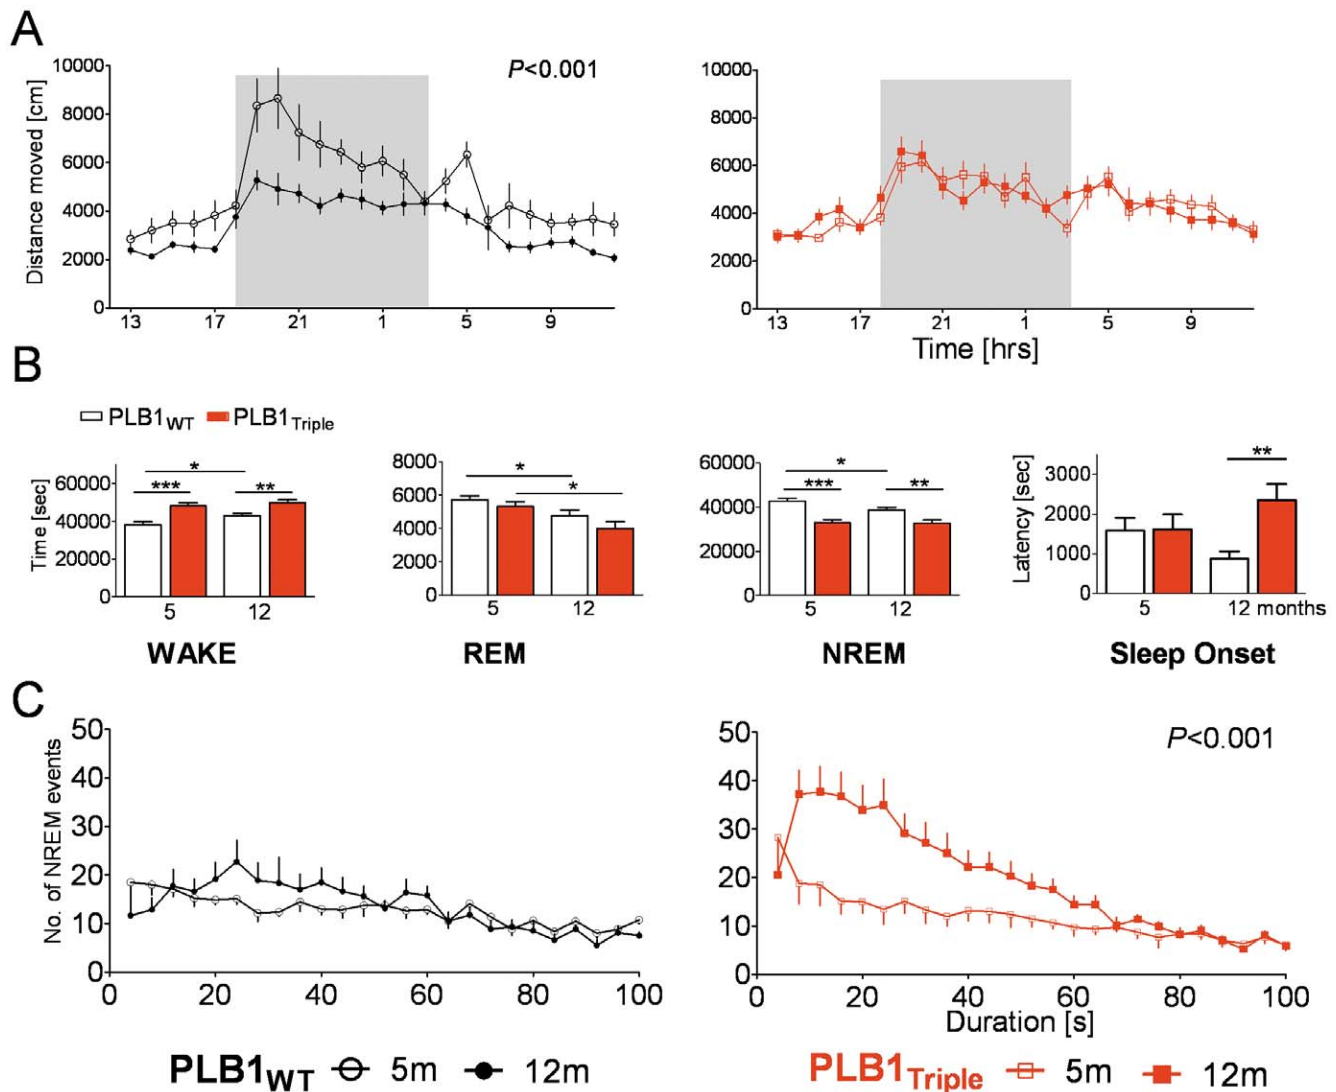 A
P<0.001
Distance moved [cm]
10000
8000
6000
4000
2000
0
13 17 21 1 5 9
10000
8000
6000
4000
2000
0
13 17 21 1 5 9
Time [hrs]
B
PLB1WT PLB1Triple
Time [sec]
60000
40000
20000
0
* *** **
5 12
WAKE
8000
6000
4000
2000
0
*
*
5 12
REM
60000
40000
20000
0
*
*** **
5 12
NREM
Latency [sec]
3000
2000
1000
0
**
5 12 months
Sleep Onset
C
No. of NREM events
50
40
30
20
10
0
0 20 40 60 80 100
P<0.001
50
40
30
20
10
0
0 20 40 60 80 100
Duration [s]
PLB1WT 5m 12m
PLB1Triple 5m 12m